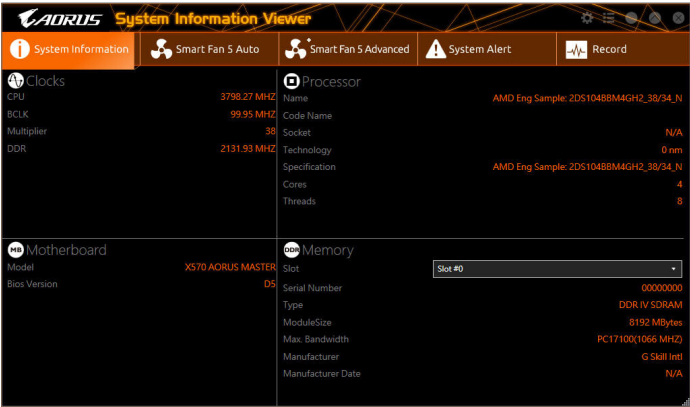 AORUS System Information Viewer
System Information
Smart Fan 5 Auto
Smart Fan 5 Advanced
System Alert
Record
Clocks
CPU 3798.27 MHZ
BCLK 99.95 MHZ
Multiplier 38
DDR 2131.93 MHZ
Processor
Name AMD Eng Sample: 2DS104BBM4GH2_38/34_N
Code Name
Socket N/A
Technology 0 nm
Specification AMD Eng Sample: 2DS104BBM4GH2_38/34_N
Cores 4
Threads 8
MB Motherboard
Model X570 AORUS MASTER
Bios Version D5
DDR Memory
Slot Slot #0
Serial Number 00000000
Type DDR IV SDRAM
ModuleSize 8192 MBytes
Max. Bandwidth PC17100(1066 MHZ)
Manufacturer G Skill Intl
Manufacturer Date N/A